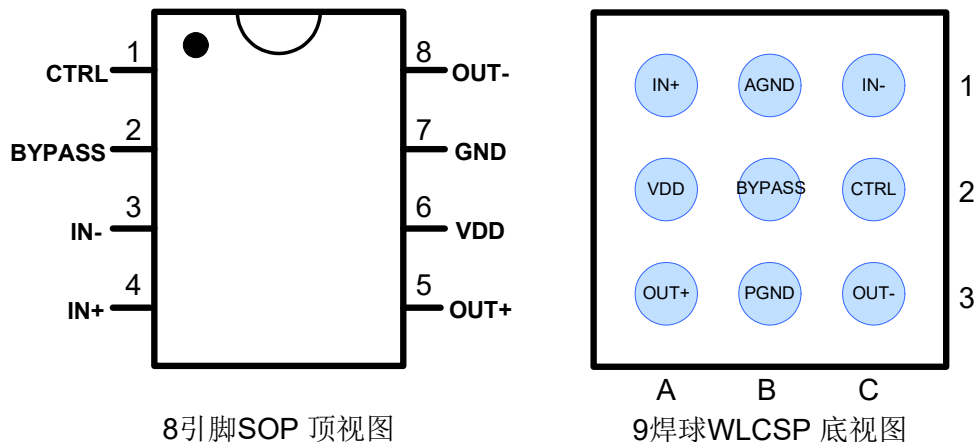 1
CTRL
2
BYPASS
3
IN-
4
IN+
8
OUT-
7
GND
6
VDD
5
OUT+
8引脚SOP 顶视图
IN+ AGND IN- 1
VDD BYPASS CTRL 2
OUT+ PGND OUT- 3
A B C
9焊球WLCSP 底视图